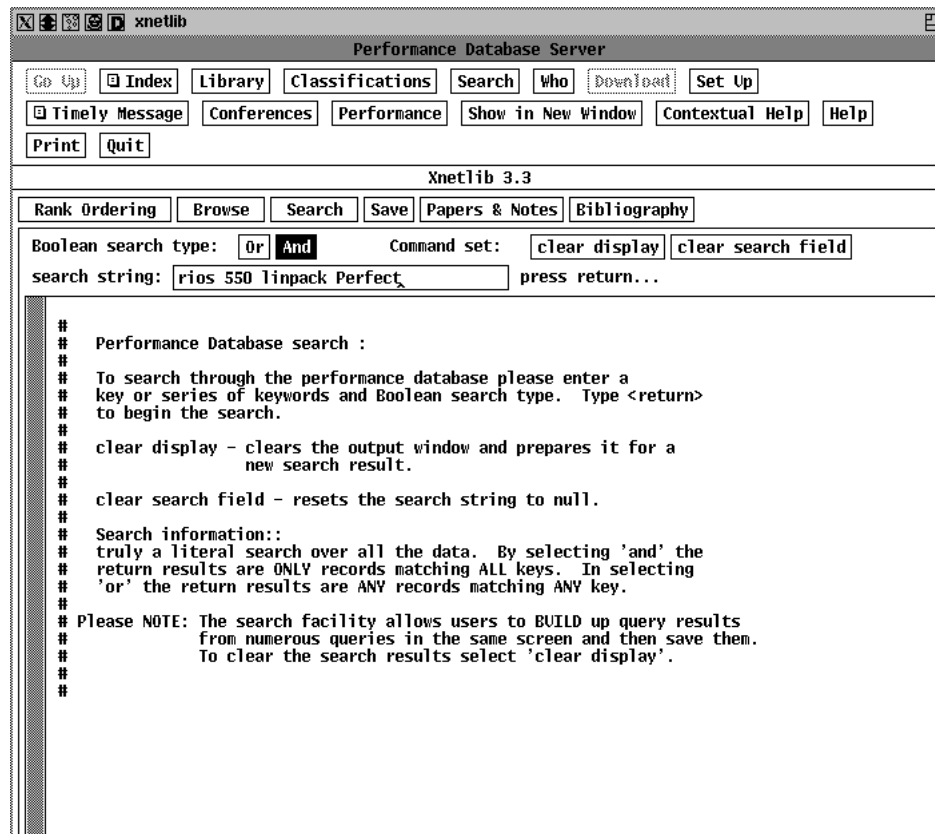 xnetlib
Performance Database Server
Go Up Index Library Classifications Search Who Download Set Up
Timely Message Conferences Performance Show in New Window Contextual Help Help
Print Quit
Xnetlib 3.3
Rank Ordering Browse Search Save Papers & Notes Bibliography
Boolean search type: Or And Command set: clear display clear search field
search string: rios 550 linpack Perfect press return...
#
# Performance Database search :
#
# To search through the performance database please enter a
# key or series of keywords and Boolean search type. Type <return>
# to begin the search.
#
# clear display - clears the output window and prepares it for a
# new search result.
#
# clear search field - resets the search string to null.
#
# Search information::
# truly a literal search over all the data. By selecting 'and' the
# return results are ONLY records matching ALL keys. In selecting
# 'or' the return results are ANY records matching ANY key.
#
# Please NOTE: The search facility allows users to BUILD up query results
# from numerous queries in the same screen and then save them.
# To clear the search results select 'clear display'.
#
#